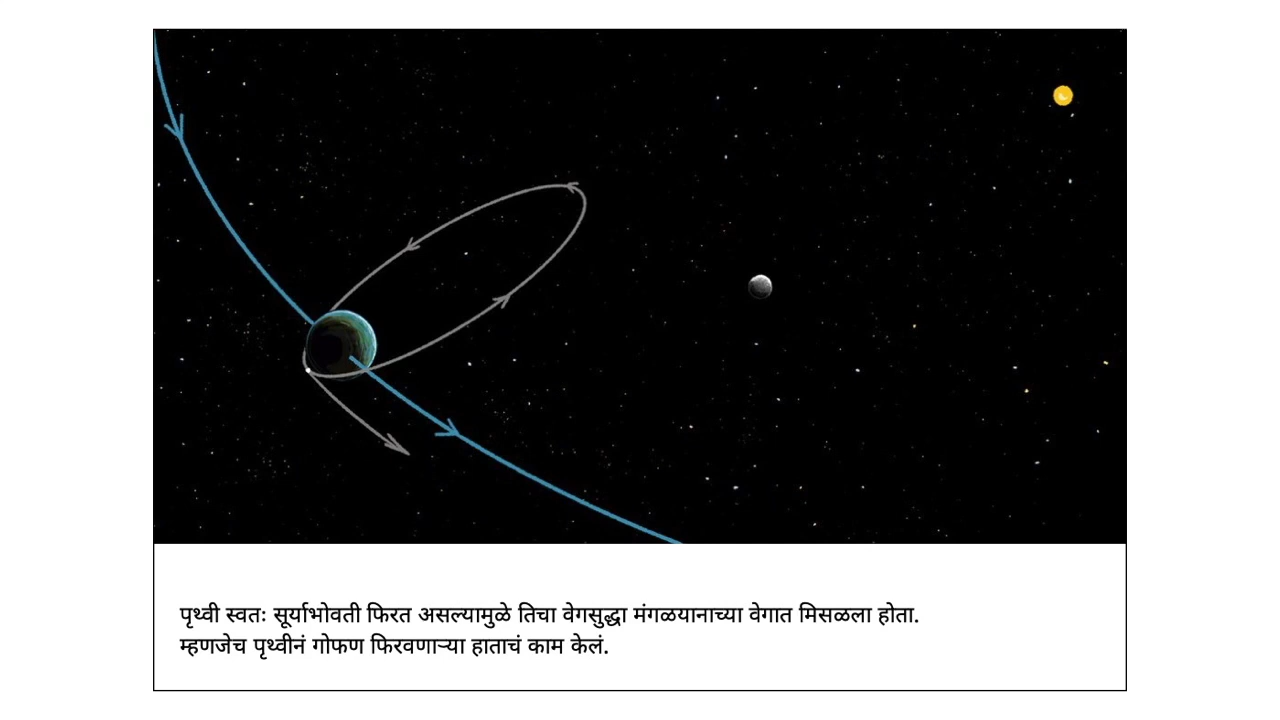 पृथ्वी स्वतः सूर्याभोवती फिरत असल्यामुळे तिचा वेगसुद्धा मंगळयानाच्या वेगात मिसळला होता.
म्हणजेच पृथ्वीनं गोफण फिरवणाऱ्या हाताचं काम केलं.